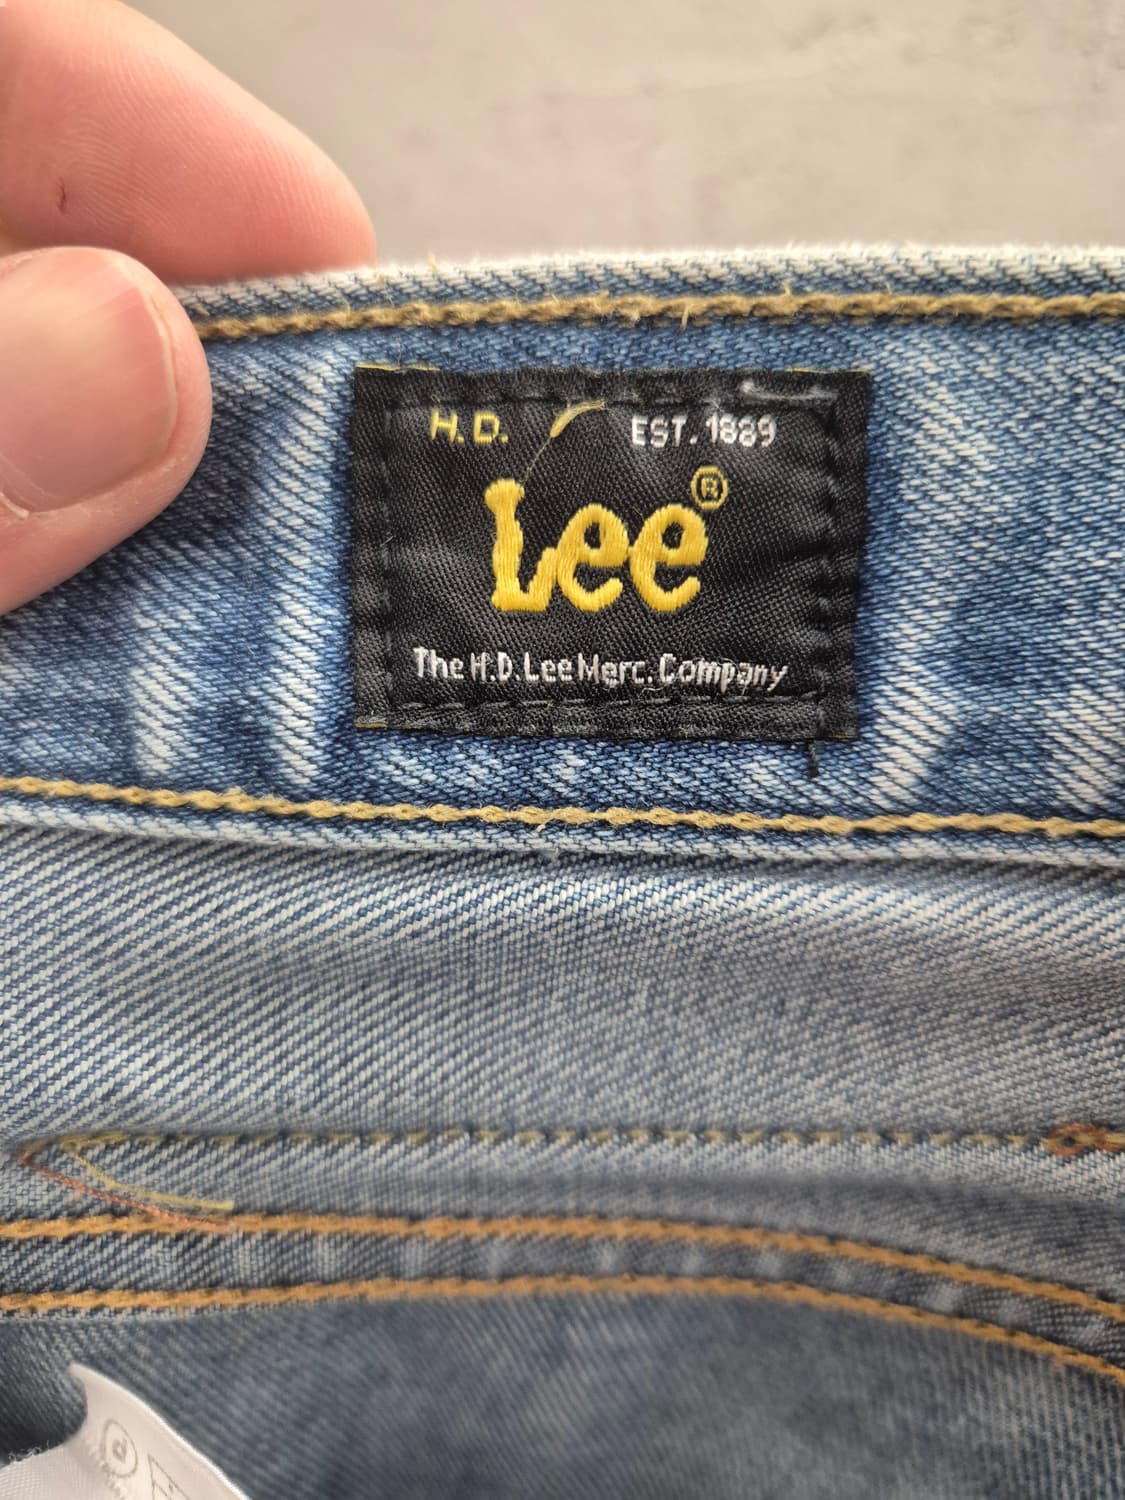 H.D. EST. 1889
Lee®
The H.D. Lee Merc. Company
P